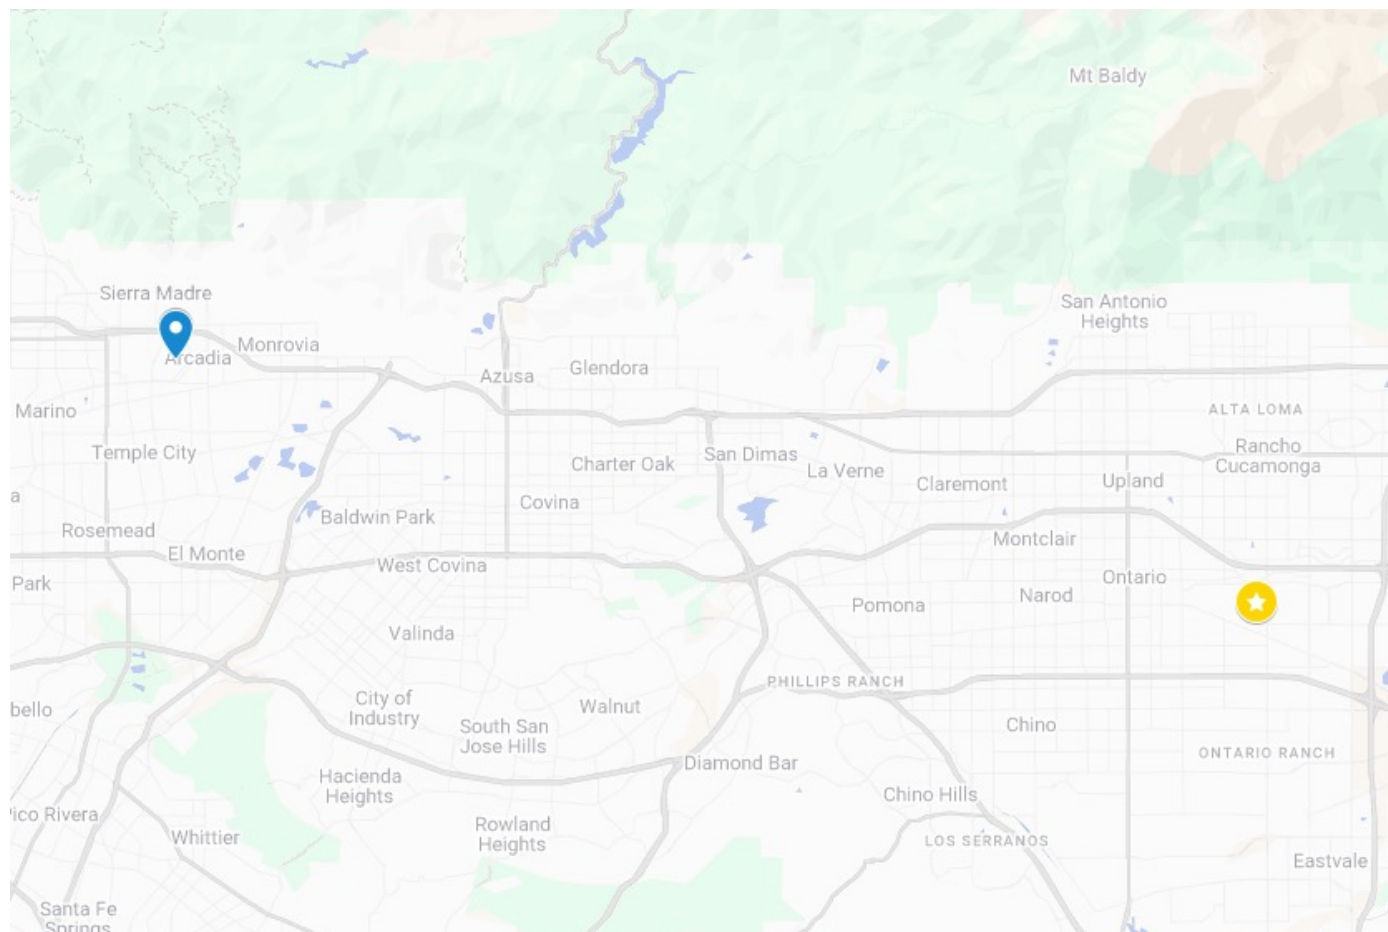 Mt Baldy
Sierra Madre
San Antonio
Heights
Arcadia
Monrovia
Azusa
Glendora
Marino
ALTA LOMA
Temple City
Charter Oak
San Dimas
La Verne
Rancho
Cucamonga
Claremont
Upland
a
Covina
Baldwin Park
Rosemead
El Monte
West Covina
Montclair
Park
Ontario
Pomona
Narod
Valinda
PHILLIPS RANCH
City of
Industry
Walnut
bello
South San
Jose Hills
Chino
ONTARIO RANCH
Diamond Bar
Hacienda
Heights
Chino Hills
ico Rivera
Whittier
Rowland
Heights
LOS SERRANOS
Eastvale
Santa Fe
Springs